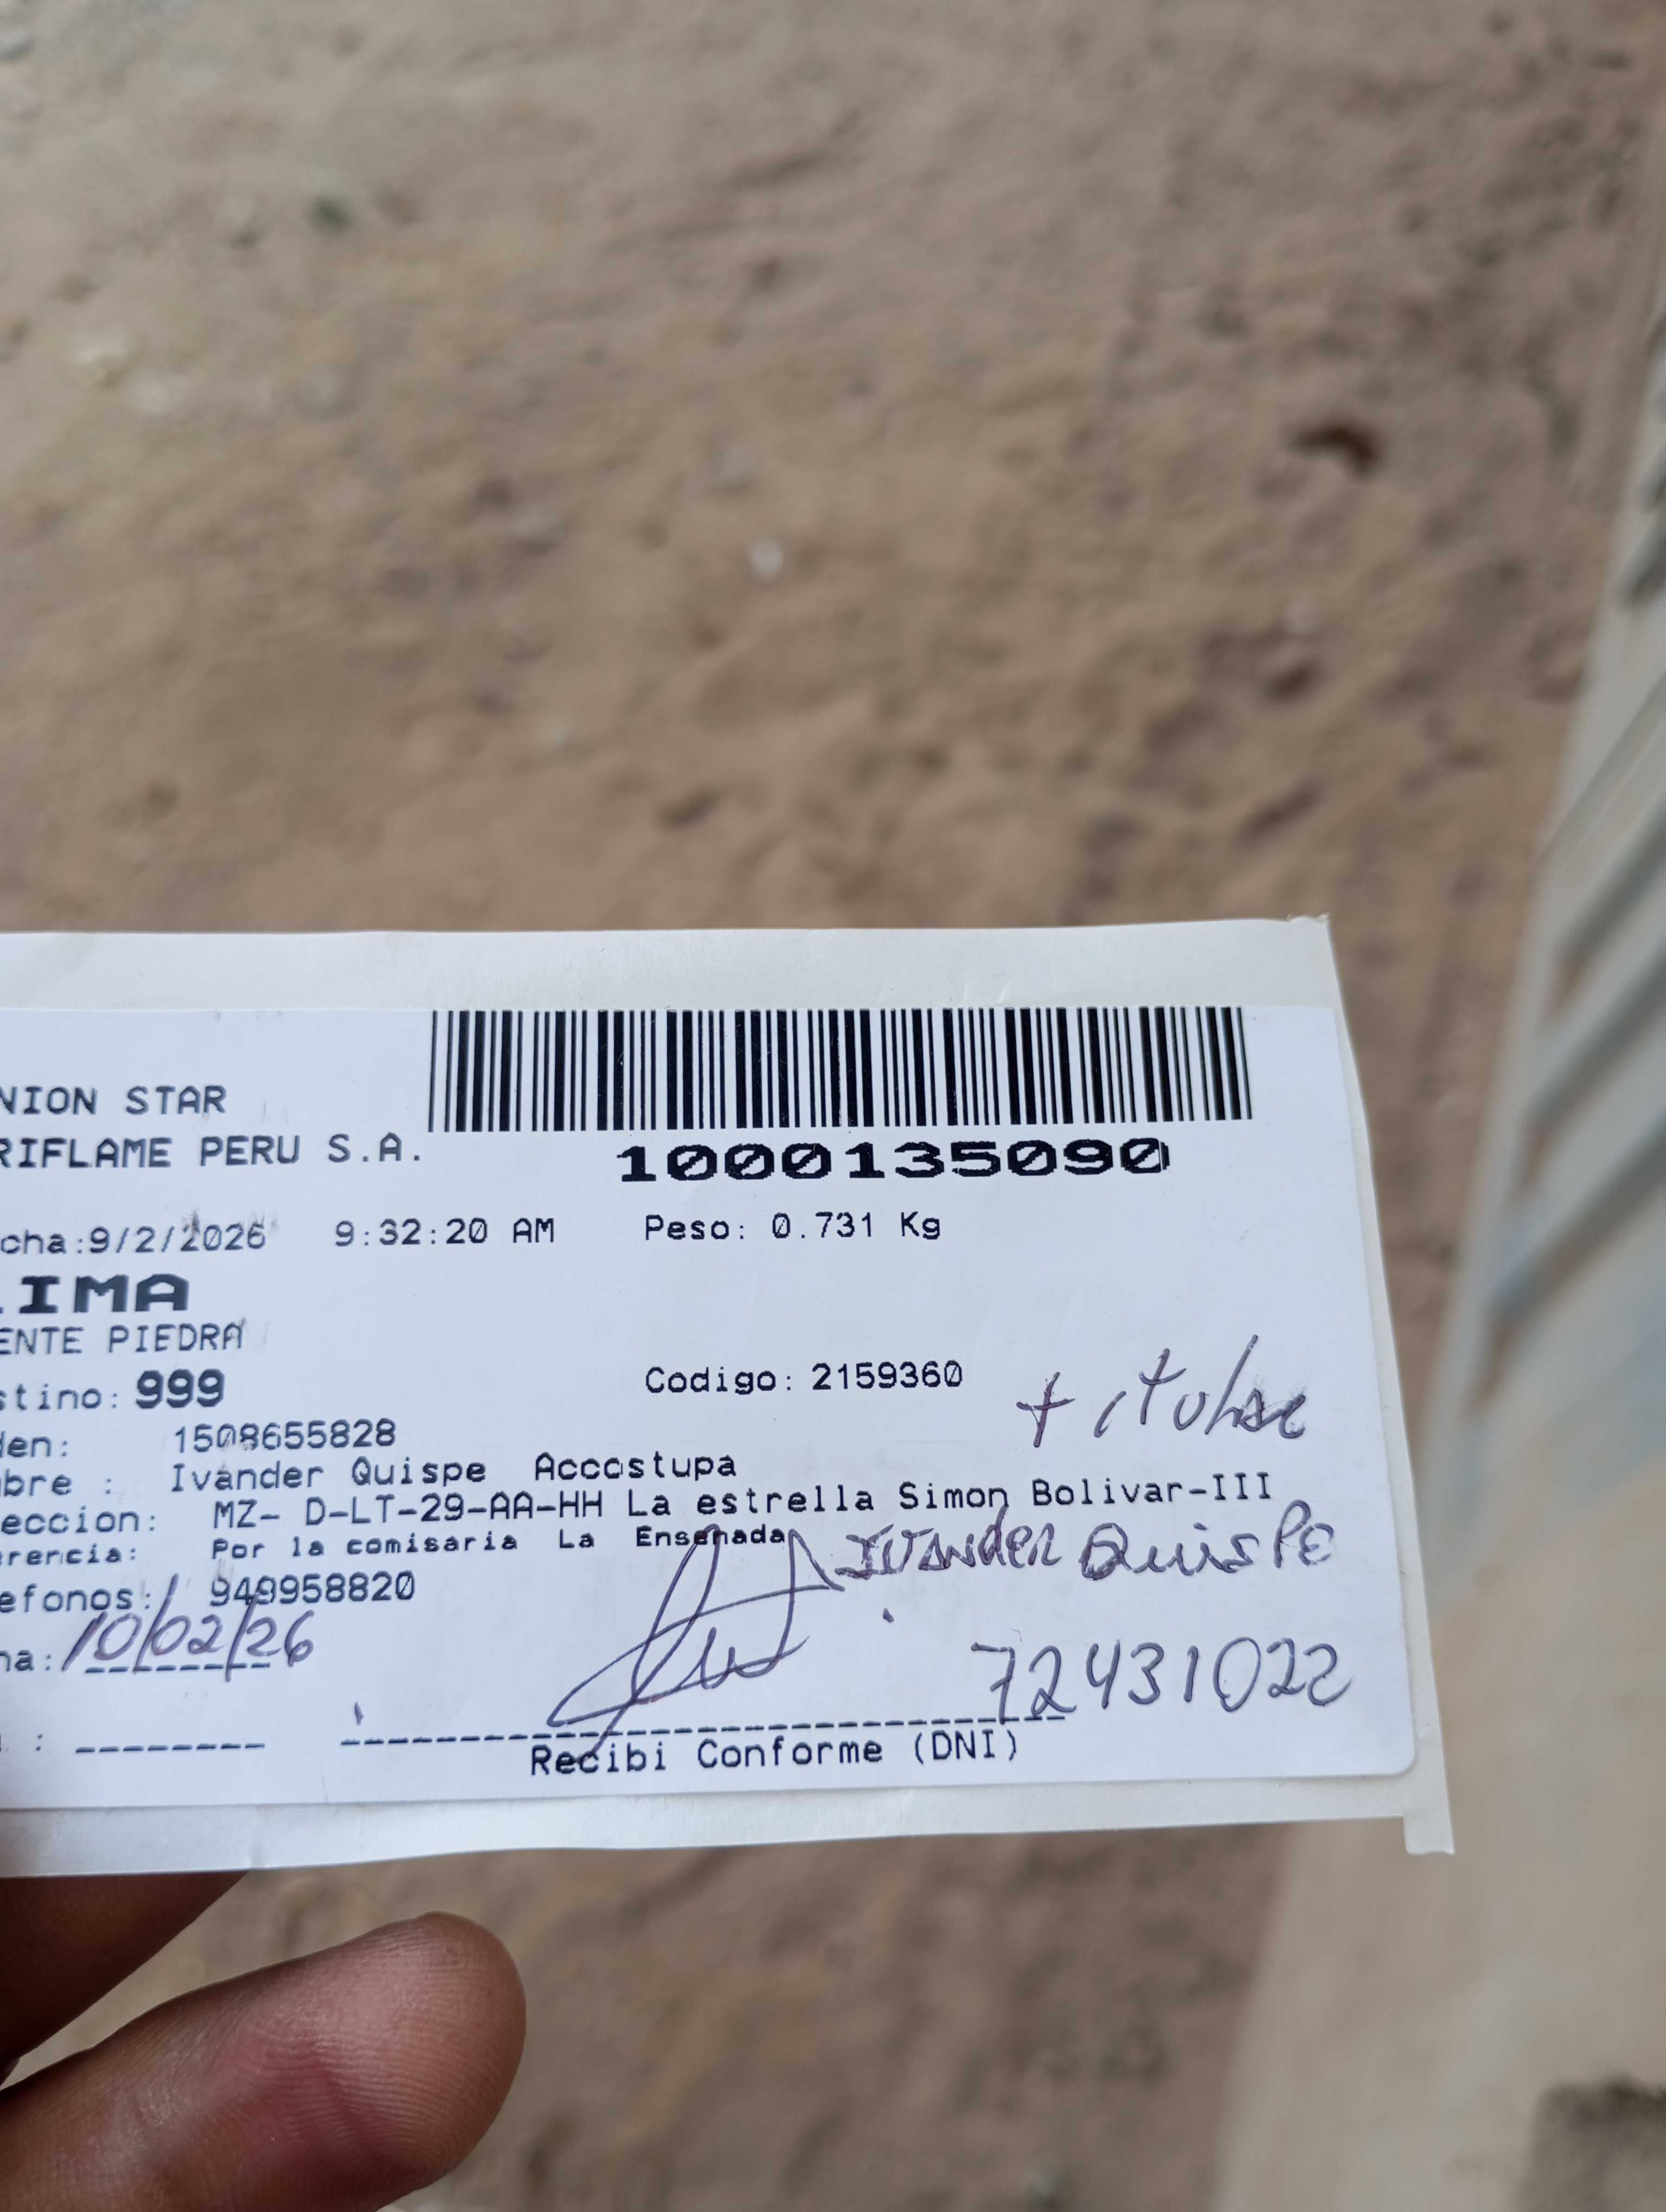 NION STAR
RIFLAME PERU S.A.
1000135090
cha:9/2/2026 9:32:20 AM Peso: 0.731 Kg
IMA
ENTE PIEDRA
stino: 999 Codigo: 2159360
den: 1508655828
bre : Ivander Quispe Accostupa
eccion: MZ- D-LT-29-AA-HH La estrella Simon Bolivar-III
erencia: Por la comisaria La Ensenada
Ivander Quispe
efonos: 949958820
ha: 10/02/26
72431022
Recibi Conforme (DNI)